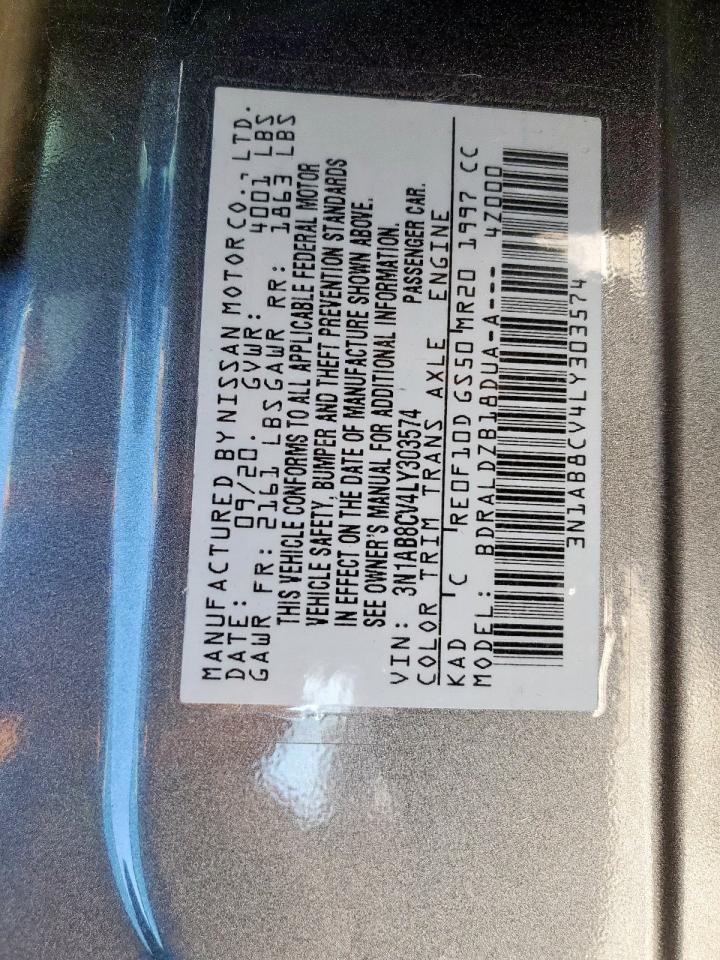 MANUFACTURED BY NISSAN MOTOR CO., LTD.
DATE: 09/20. GVWR: 4001 LBS
GAWR FR: 2161 LBS GAWR RR: 1863 LBS
THIS VEHICLE CONFORMS TO ALL APPLICABLE FEDERAL MOTOR
VEHICLE SAFETY, BUMPER AND THEFT PREVENTION STANDARDS
IN EFFECT ON THE DATE OF MANUFACTURE SHOWN ABOVE.
SEE OWNER'S MANUAL FOR ADDITIONAL INFORMATION.
VIN: 3N1AB8CV4LY303574 PASSENGER CAR.
COLOR TRIM TRANS AXLE ENGINE
KAD C RE0F10D GS50 MR20 1997 CC
MODEL: BDRALDZB18DUA-A---- 4Z000
3N1AB8CV4LY303574